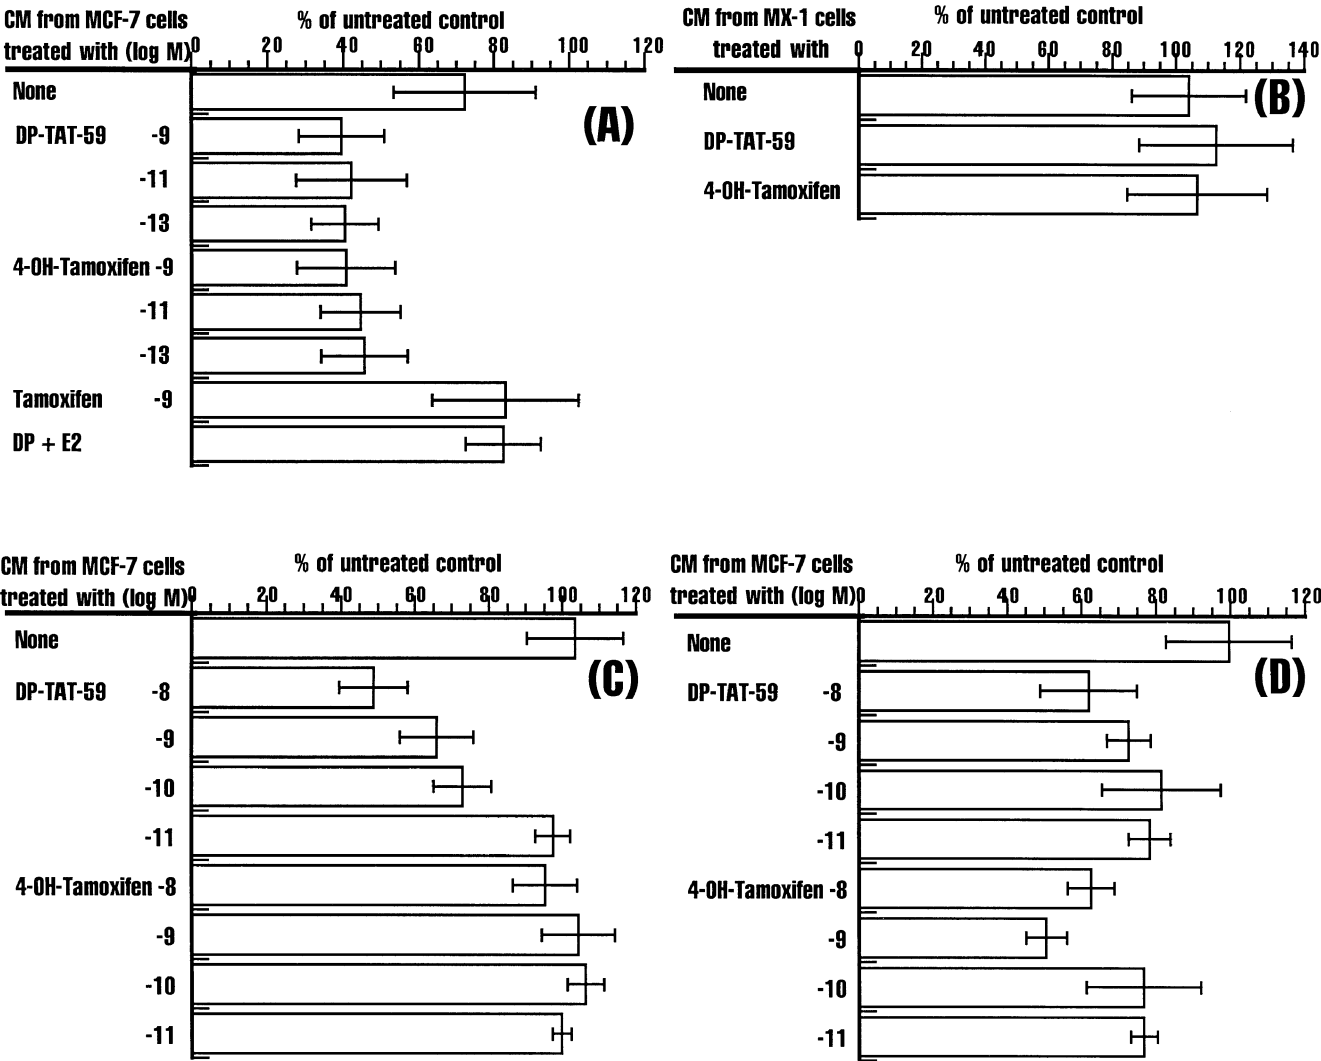 CM from MCF-7 cells
treated with (log M)
% of untreated control
0 20 40 60 80 100 120
None
DP-TAT-59 -9
-11
-13
4-OH-Tamoxifen -9
-11
-13
Tamoxifen -9
DP + E2
(A)
CM from MX-1 cells
treated with
% of untreated control
0 20 40 60 80 100 120 140
None
DP-TAT-59
4-OH-Tamoxifen
(B)
CM from MCF-7 cells
treated with (log M)
% of untreated control
0 20 40 60 80 100 120
None
DP-TAT-59 -8
-9
-10
-11
4-OH-Tamoxifen -8
-9
-10
-11
(C)
CM from MCF-7 cells
treated with (log M)
% of untreated control
0 20 40 60 80 100 120
None
DP-TAT-59 -8
-9
-10
-11
4-OH-Tamoxifen -8
-9
-10
-11
(D)